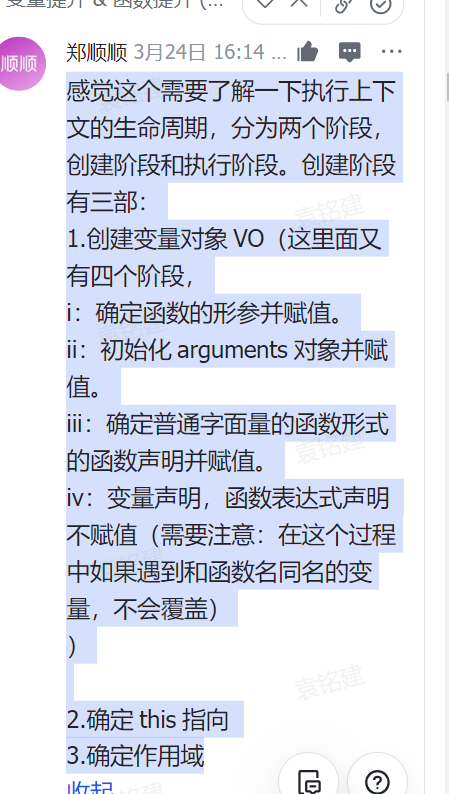 变量提升 & 函数提升 (...
郑顺顺 3月24日 16:14 ...
顺顺
感觉这个需要了解一下执行上下
文的生命周期，分为两个阶段，
创建阶段和执行阶段。创建阶段
有三部：
1.创建变量对象 VO（这里面又
有四个阶段，
i：确定函数的形参并赋值。
ii：初始化 arguments 对象并赋
值。
iii：确定普通字面量的函数形式
的函数声明并赋值。
iv：变量声明，函数表达式声明
不赋值（需要注意：在这个过程
中如果遇到和函数名同名的变
量，不会覆盖）
）
2.确定 this 指向
3.确定作用域
收起
袁铭建
袁铭建
袁铭建